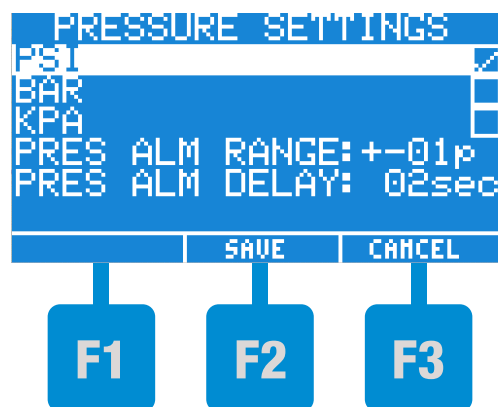 PRESSURE SETTINGS
PSI
BAR
KPA
PRES ALM RANGE:+-01p
PRES ALM DELAY: 02sec
SAVE CANCEL
F1 F2 F3